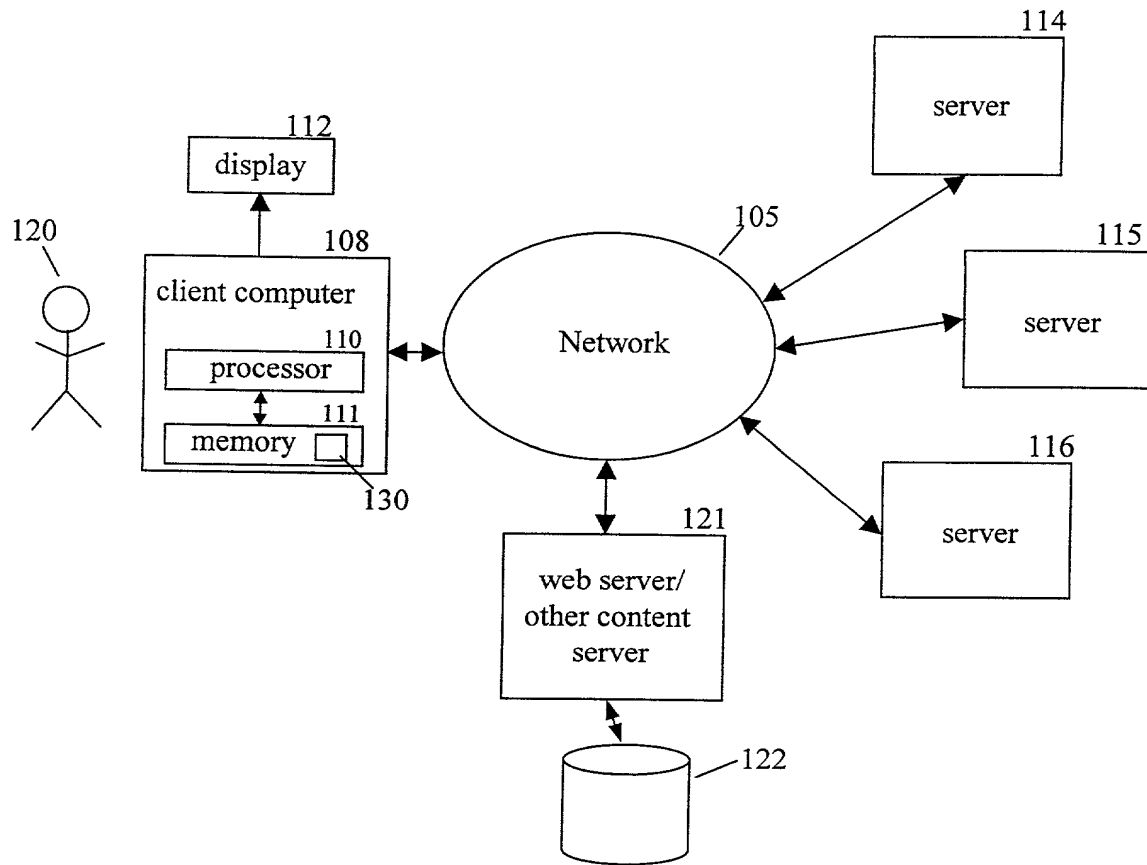 114
server
112
display
120
108
client computer
110
processor
111
memory
130
105
Network
115
server
116
server
121
web server/
other content
server
122